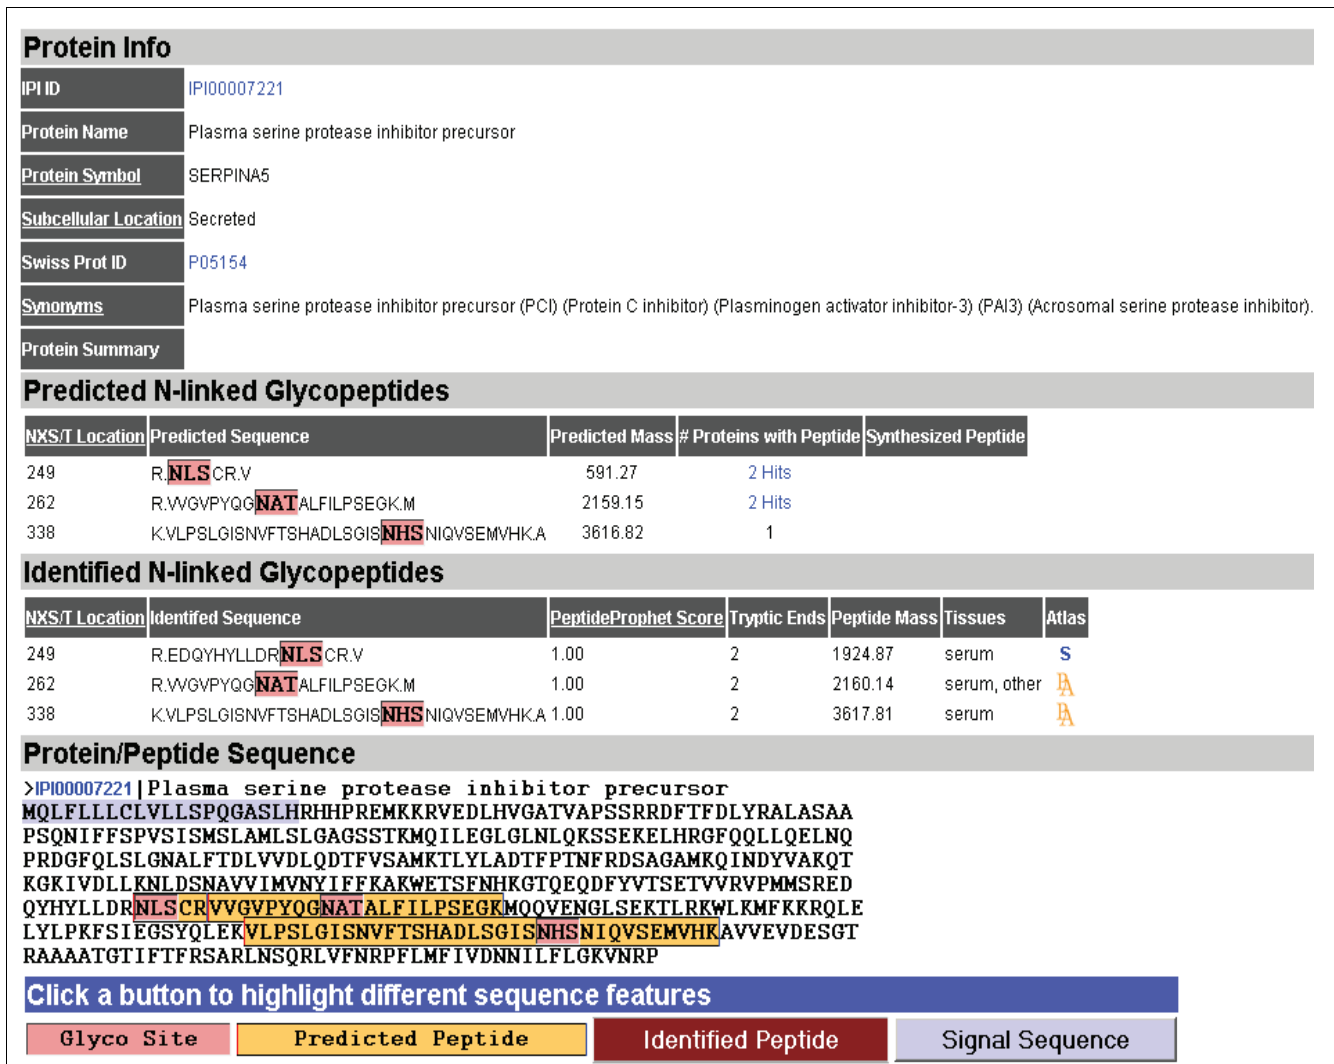 Protein Info
IPI ID IPI00007221
Protein Name Plasma serine protease inhibitor precursor
Protein Symbol SERPINA5
Subcellular Location Secreted
Swiss Prot ID P05154
Synonyms Plasma serine protease inhibitor precursor (PCI) (Protein C inhibitor) (Plasminogen activator inhibitor-3) (PAI3) (Acrosomal serine protease inhibitor).
Protein Summary
Predicted N-linked Glycopeptides
NXS/T Location Predicted Sequence Predicted Mass # Proteins with Peptide Synthesized Peptide
249 R.NLSCR.V 591.27 2 Hits
262 R.VVGVPYQGNATALFILPSEGK.M 2159.15 2 Hits
338 K.VLPSLGISNVFTSHADLSGISNHSNIQVSEMVHK.A 3616.82 1
Identified N-linked Glycopeptides
NXS/T Location Identifed Sequence PeptideProphet Score Tryptic Ends Peptide Mass Tissues Atlas
249 R.EDQYHYLLDRNLSCR.V 1.00 2 1924.87 serum S
262 R.VVGVPYQGNATALFILPSEGK.M 1.00 2 2160.14 serum, other PA
338 K.VLPSLGISNVFTSHADLSGISNHSNIQVSEMVHK.A 1.00 2 3617.81 serum PA
Protein/Peptide Sequence
>IPI00007221|Plasma serine protease inhibitor precursor
MQLFLLLCLVLLSPQGASLHRHHPREMKKRVEDLHVGATVAPSSRRDFTFDLYRALASAA
PSQNIFFSPVSISMSLAMLSLGAGSSTKMQILEGLGLNLQKSSEKELHRGFQQLLQELNQ
PRDGFQLSLGNALFTDLVVDLQDTFVSAMKTLYLADTFPTNFRDSAGAMKQINDYVAKQT
KGKIVDLLKNLDSNAVVIMVNYIFFKAKWETSFNHKGTQEQDFYVTSETVVRVPMMSRED
QYHYLLDRNLSCRVVGVPYQGNATALFILPSEGKMQQVENGLSEKTLRKWLKMFKKRQLE
LYLPKFSIEGSYQLEKVLPSLGISNVFTSHADLSGISNHSNIQVSEMVHKAVVEVDESGT
RAAAATGTIFTFRSARLNSQRLVFNRPFLMFIVDNNILFLGKVNRP
Click a button to highlight different sequence features
Glyco Site Predicted Peptide Identified Peptide Signal Sequence